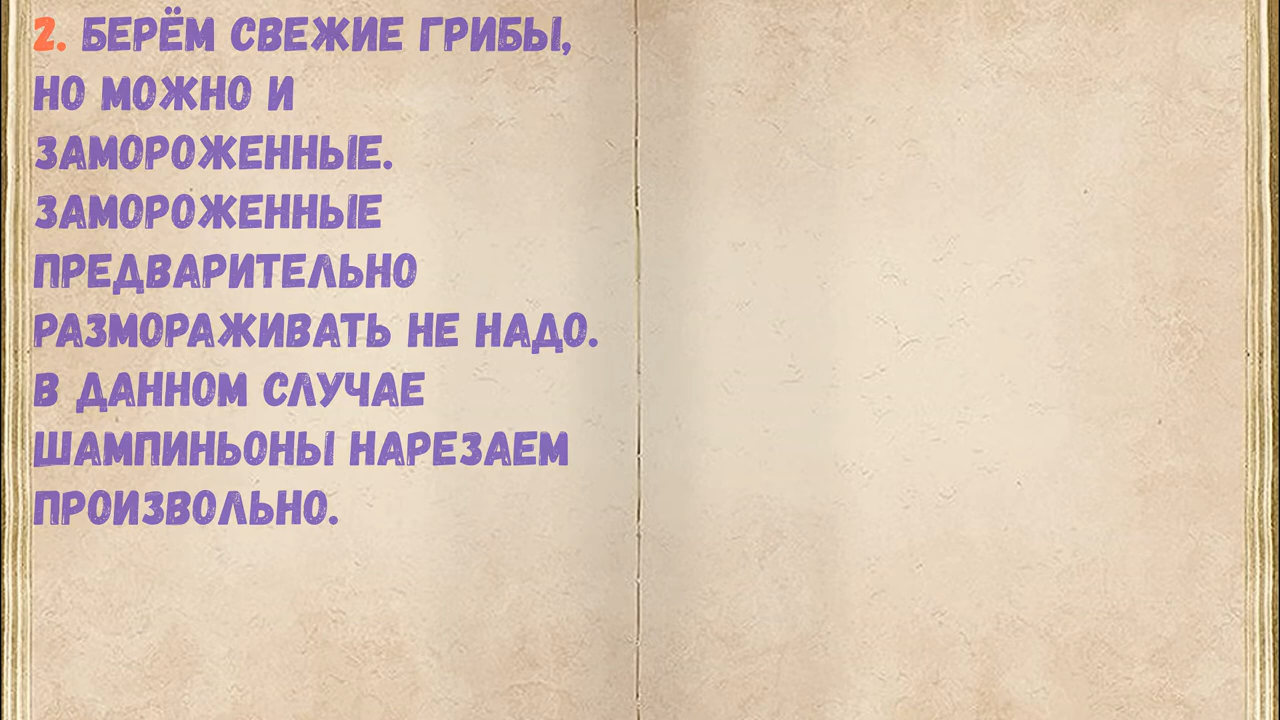 2. БЕРЁМ СВЕЖИЕ ГРИБЫ,
НО МОЖНО И
ЗАМОРОЖЕННЫЕ.
ЗАМОРОЖЕННЫЕ
ПРЕДВАРИТЕЛЬНО
РАЗМОРАЖИВАТЬ НЕ НАДО.
В ДАННОМ СЛУЧАЕ
ШАМПИНЬОНЫ НАРЕЗАЕМ
ПРОИЗВОЛЬНО.